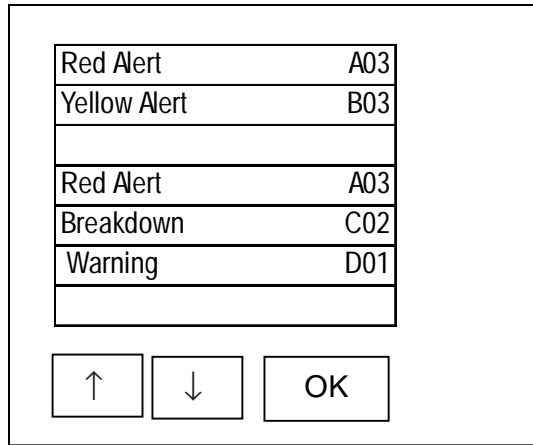 Red Alert A03
Yellow Alert B03
Red Alert A03
Breakdown C02
Warning D01
↑ ↓ OK